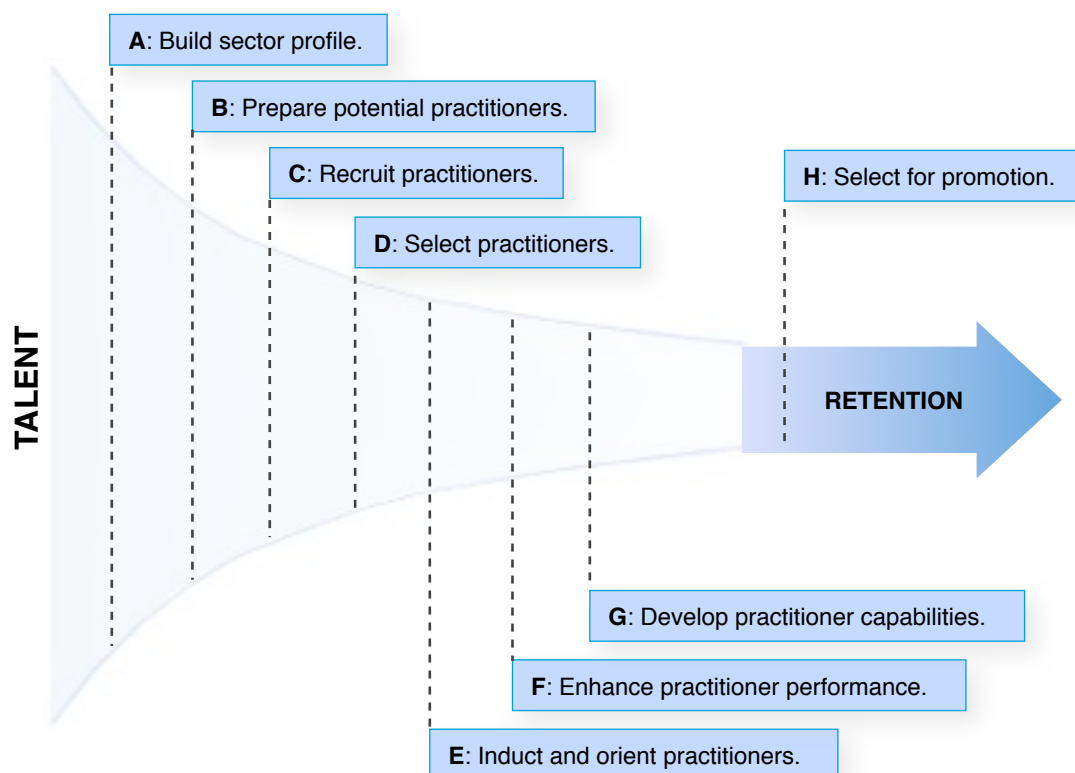 A: Build sector profile.
B: Prepare potential practitioners.
C: Recruit practitioners.
H: Select for promotion.
D: Select practitioners.
TALENT
RETENTION
G: Develop practitioner capabilities.
F: Enhance practitioner performance.
E: Induct and orient practitioners.